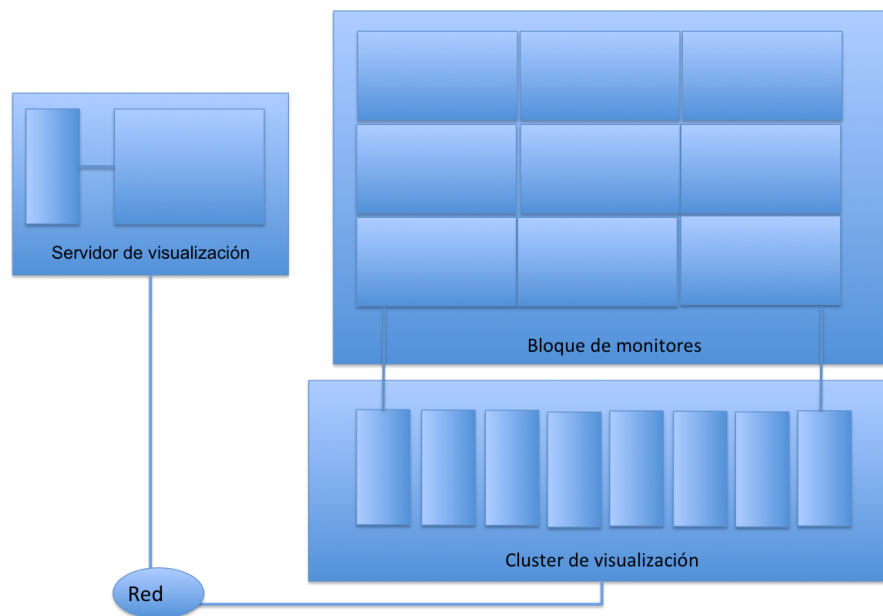 Servidor de visualización
Bloque de monitores
Cluster de visualización
Red